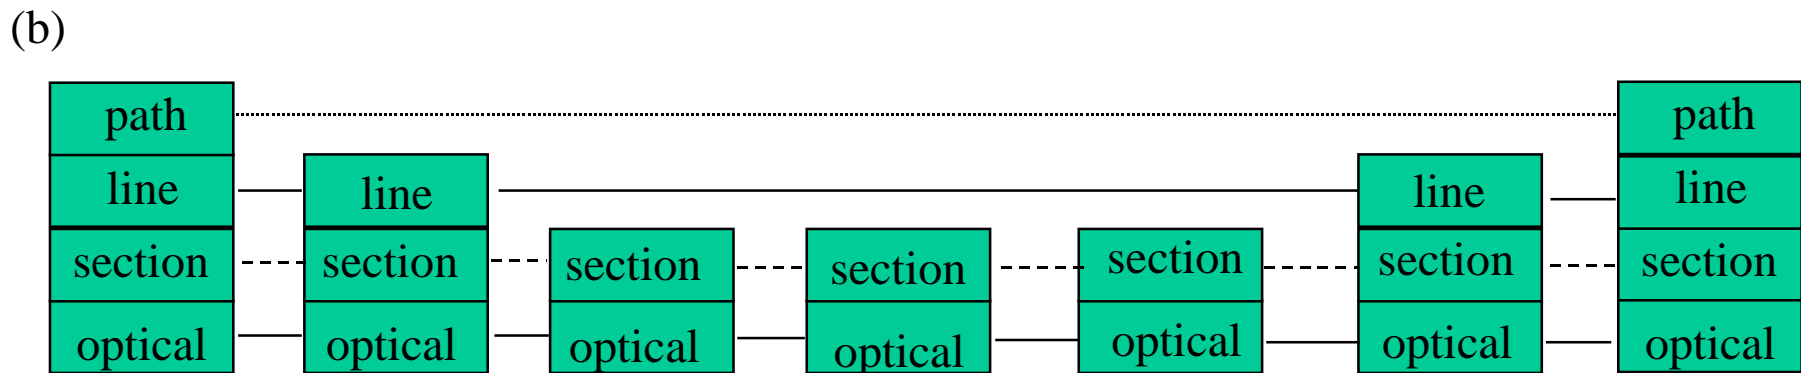 (b)
path path
line line line line
section section section section section section section
optical optical optical optical optical optical optical